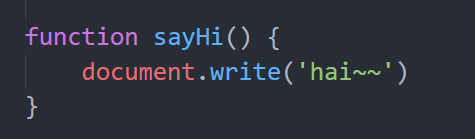 function sayHi() {
    document.write('hai~~')
}